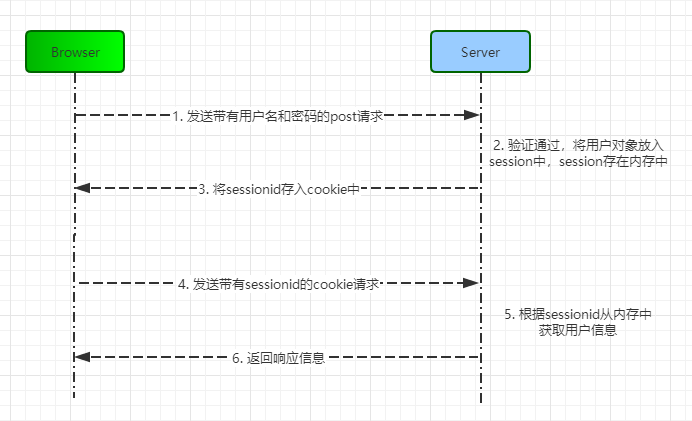 Browser
Server
1. 发送带有用户名和密码的post请求
2. 验证通过，将用户对象放入
session中，session存在内存中
3. 将sessionid存入cookie中
4. 发送带有sessionid的cookie请求
5. 根据sessionid从内存中
获取用户信息
6. 返回响应信息